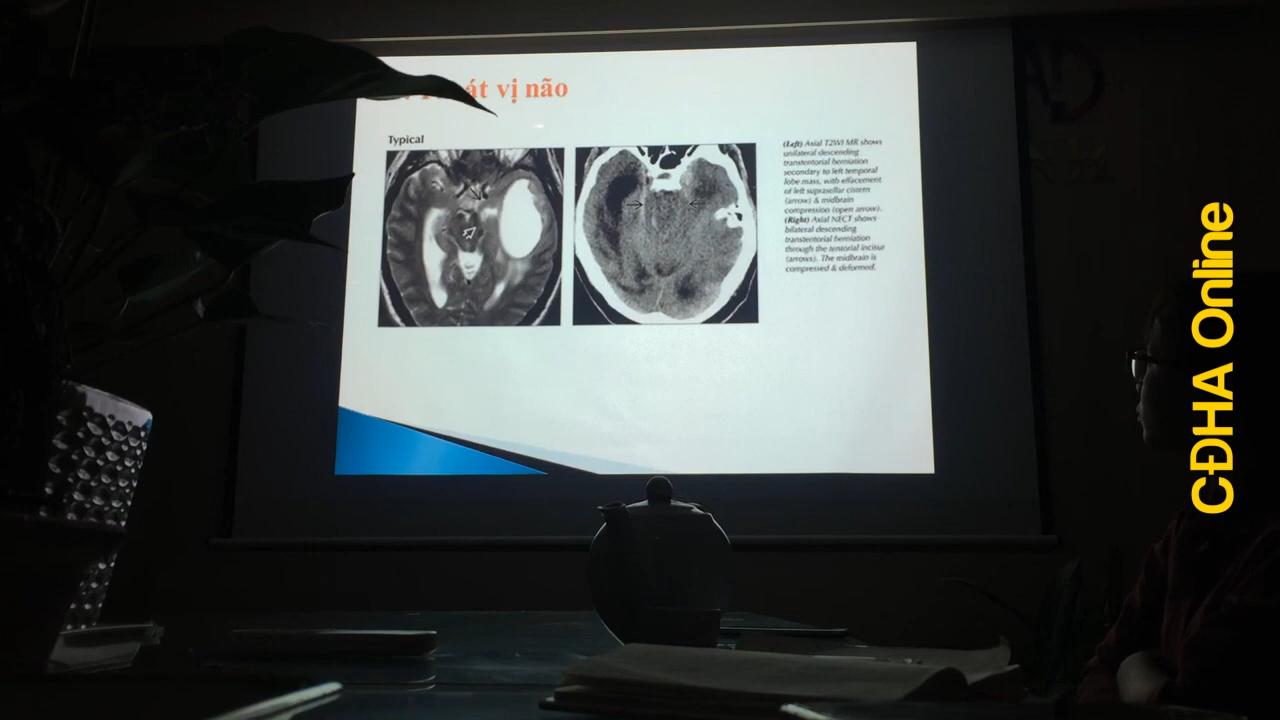 át vị não
Typical
(Left) Axial T2WI MR shows
unilateral descending
transtentorial herniation
secondary to left temporal
lobe mass, with effacement
of left suprasellar cistern
(arrow) & midbrain
compression (open arrow).
(Right) Axial NECT shows
bilateral descending
transtentorial herniation
through the tentorial incisur
(arrows). The midbrain is
compressed & deformed.
CĐHA Online